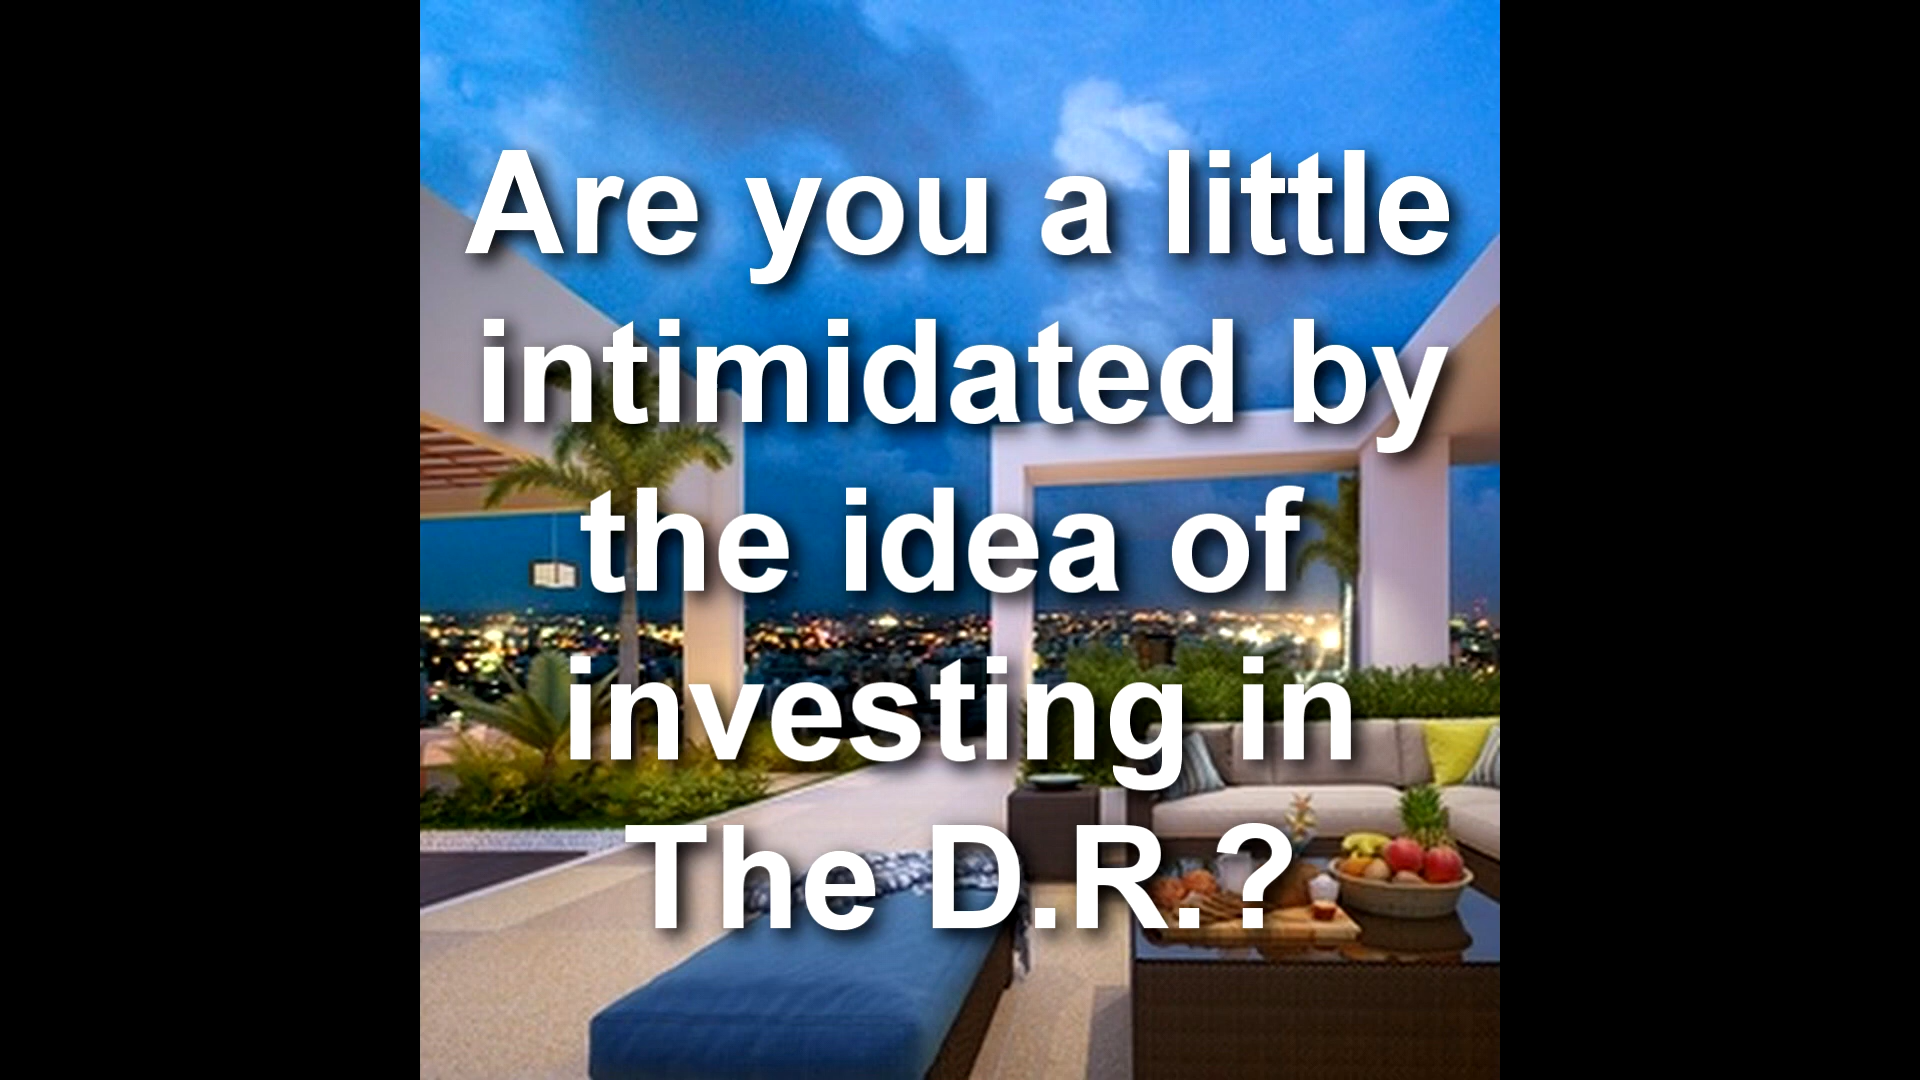 Are you a little
intimidated by
the idea of
investing in
The D.R.?